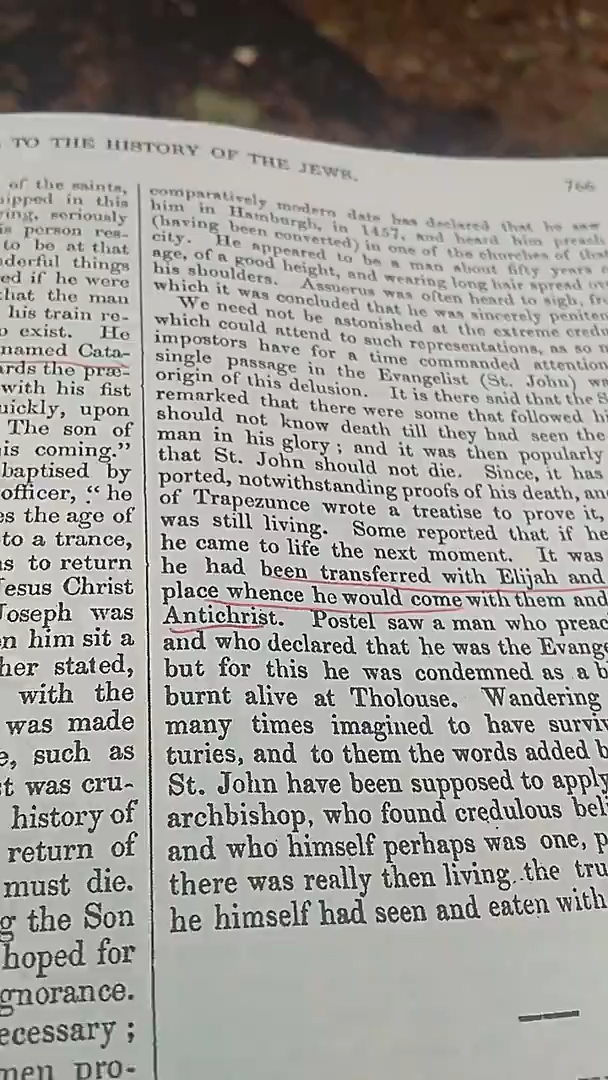 TO THE HISTORY OF THE JEWS.
766
of the saints,
ipped in this
ing, seriously
is person res-
to be at that
nderful things
ed if he were
that the man
his train re-
o exist. He
named Cata-
ards the præ-
with his fist
uickly, upon
The son of
is coming."
baptised by
officer, " he
es the age of
to a trance,
as to return
Jesus Christ
Joseph was
en him sit a
her stated,
with the
was made
e, such as
t was cru-
history of
return of
must die.
g the Son
hoped for
gnorance.
ecessary ;
men pro-
comparatively modern date has declared that he saw
him in Hamburgh, in 1457, and heard him preach
(having been converted) in one of the churches of that
city. He appeared to be a man about fifty years o
age, of a good height, and wearing long hair spread ov
his shoulders. Assuerus was often heard to sigh, fr
which it was concluded that he was sincerely peniten
We need not be astonished at the extreme credu
which could attend to such representations, as so m
impostors have for a time commanded attention
single passage in the Evangelist (St. John) wa
origin of this delusion. It is there said that the S
remarked that there were some that followed hi
should not know death till they had seen the
man in his glory ; and it was then popularly
that St. John should not die. Since, it has
ported, notwithstanding proofs of his death, an
of Trapezunce wrote a treatise to prove it,
was still living. Some reported that if he
he came to life the next moment. It was
he had been transferred with Elijah and
place whence he would come with them and
Antichrist. Postel saw a man who preac
and who declared that he was the Evange
but for this he was condemned as a b
burnt alive at Tholouse. Wandering
many times imagined to have surviv
turies, and to them the words added b
St. John have been supposed to apply
archbishop, who found credulous beli
and who himself perhaps was one, p
there was really then living the tru
he himself had seen and eaten with